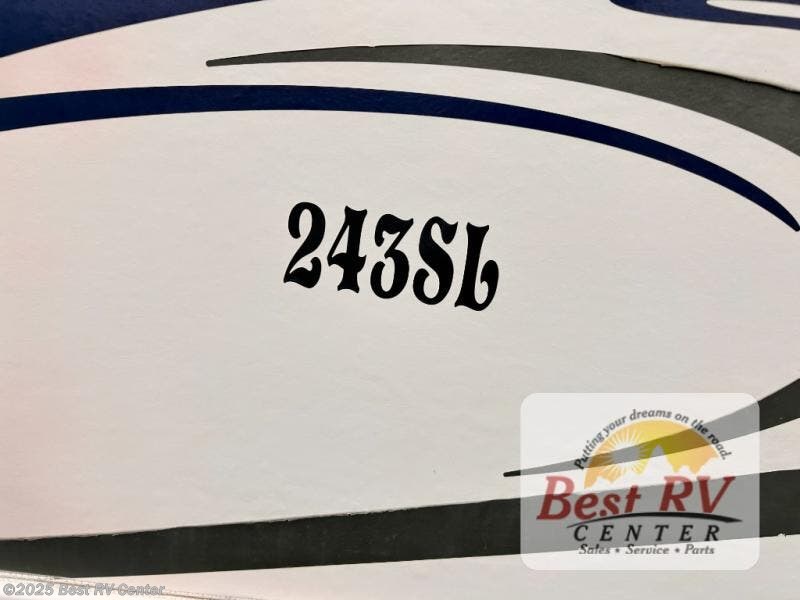 243SL
Putting your dreams on the road.
Best RV
CENTER
Sales * Service * Parts
©2025 Best RV Center